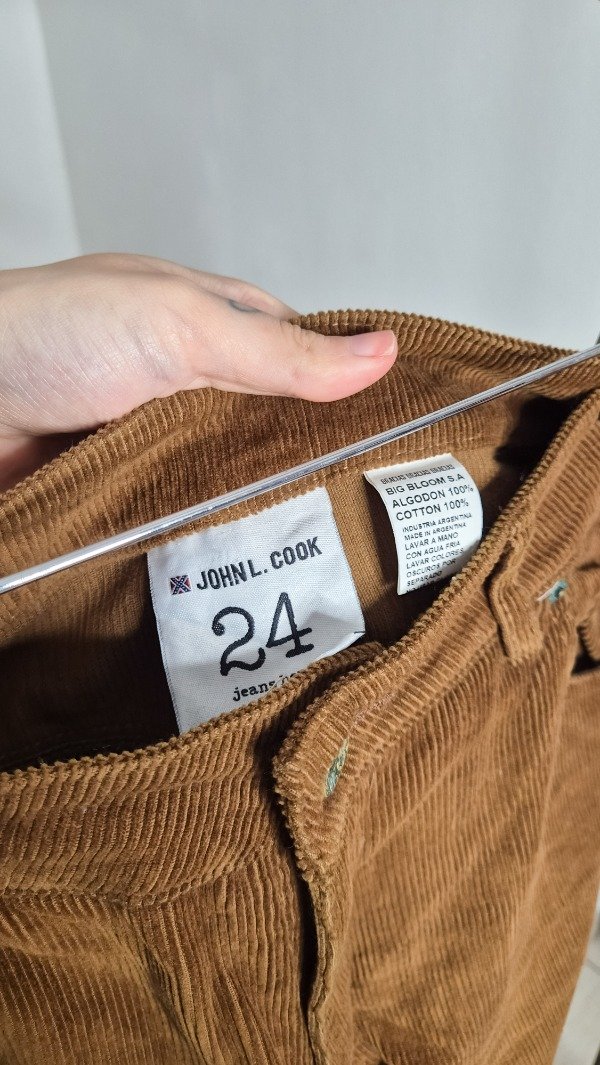 JOHN L. COOK
24
jeans
BIG BLOOM S.A.
ALGODON 100%
COTTON 100%
INDUSTRIA ARGENTINA
MADE IN ARGENTINA
LAVAR A MANO
CON AGUA FRIA
LAVAR COLORES
OSCUROS POR
SEPARADO